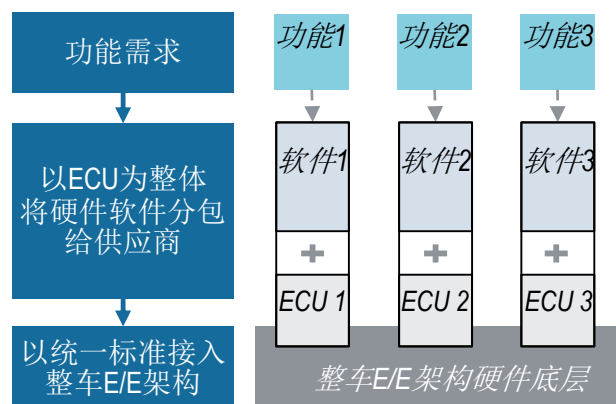 功能需求
功能1
功能2
功能3
以ECU为整体
将硬件软件分包
给供应商
软件1
软件2
软件3
+
+
+
ECU 1
ECU 2
ECU 3
以统一标准接入
整车E/E架构
整车E/E架构硬件底层